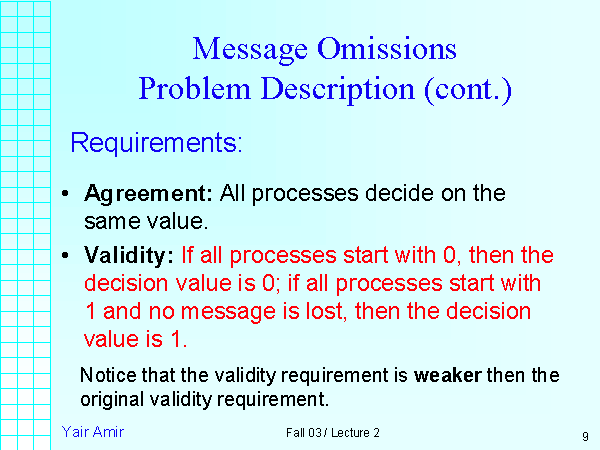 Message Omissions
Problem Description (cont.)
Requirements:
• Agreement: All processes decide on the
same value.
• Validity: If all processes start with 0, then the
decision value is 0; if all processes start with
1 and no message is lost, then the decision
value is 1.
Notice that the validity requirement is weaker then the
original validity requirement.
Yair Amir
Fall 03 / Lecture 2
9